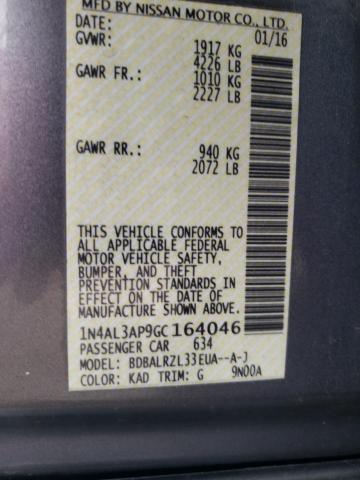 MFD BY NISSAN MOTOR CO., LTD.
DATE: 01/16
GVWR: 1917 KG
4226 LB
GAWR FR.: 1010 KG
2227 LB
GAWR RR.: 940 KG
2072 LB
THIS VEHICLE CONFORMS TO
ALL APPLICABLE FEDERAL
MOTOR VEHICLE SAFETY,
BUMPER, AND THEFT
PREVENTION STANDARDS IN
EFFECT ON THE DATE OF
MANUFACTURE SHOWN ABOVE.
1N4AL3AP9GC164046
PASSENGER CAR 634
MODEL: BDBALRZL33EUA--A-J
COLOR: KAD TRIM: G 9N00A